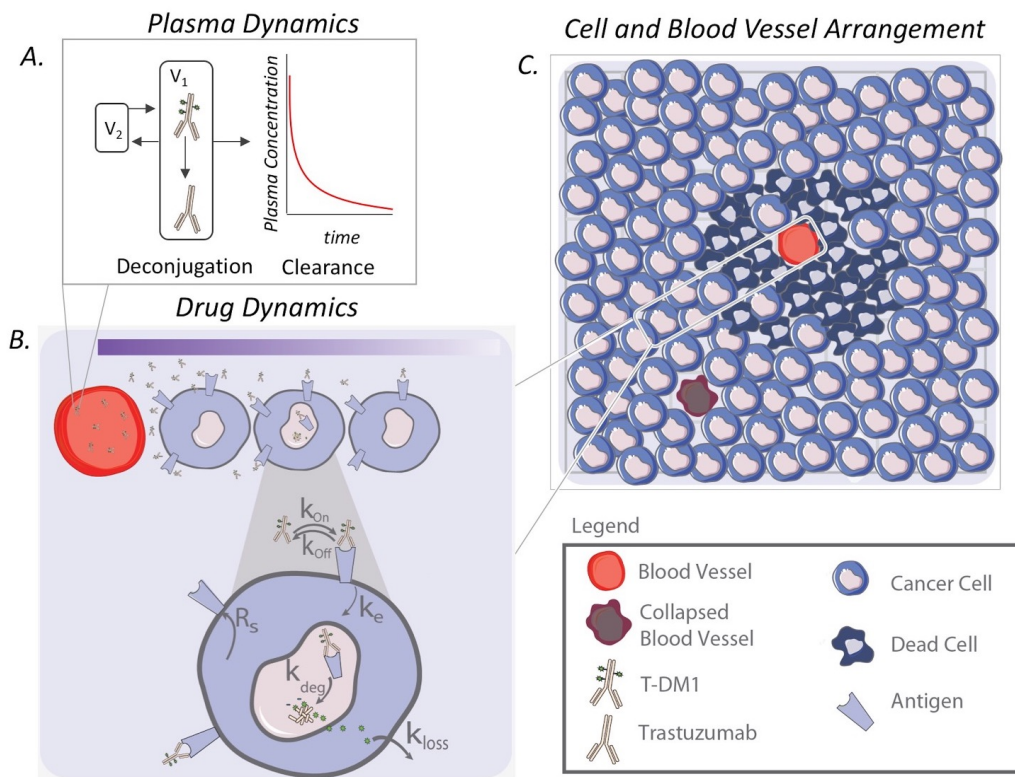 Plasma Dynamics
A.
V1
V2
Plasma Concentration
time
Deconjugation
Clearance
Drug Dynamics
B.
kOn
kOff
Rs
ke
kdeg
kloss
Cell and Blood Vessel Arrangement
C.
Legend
Blood Vessel
Collapsed
Blood Vessel
T-DM1
Trastuzumab
Cancer Cell
Dead Cell
Antigen